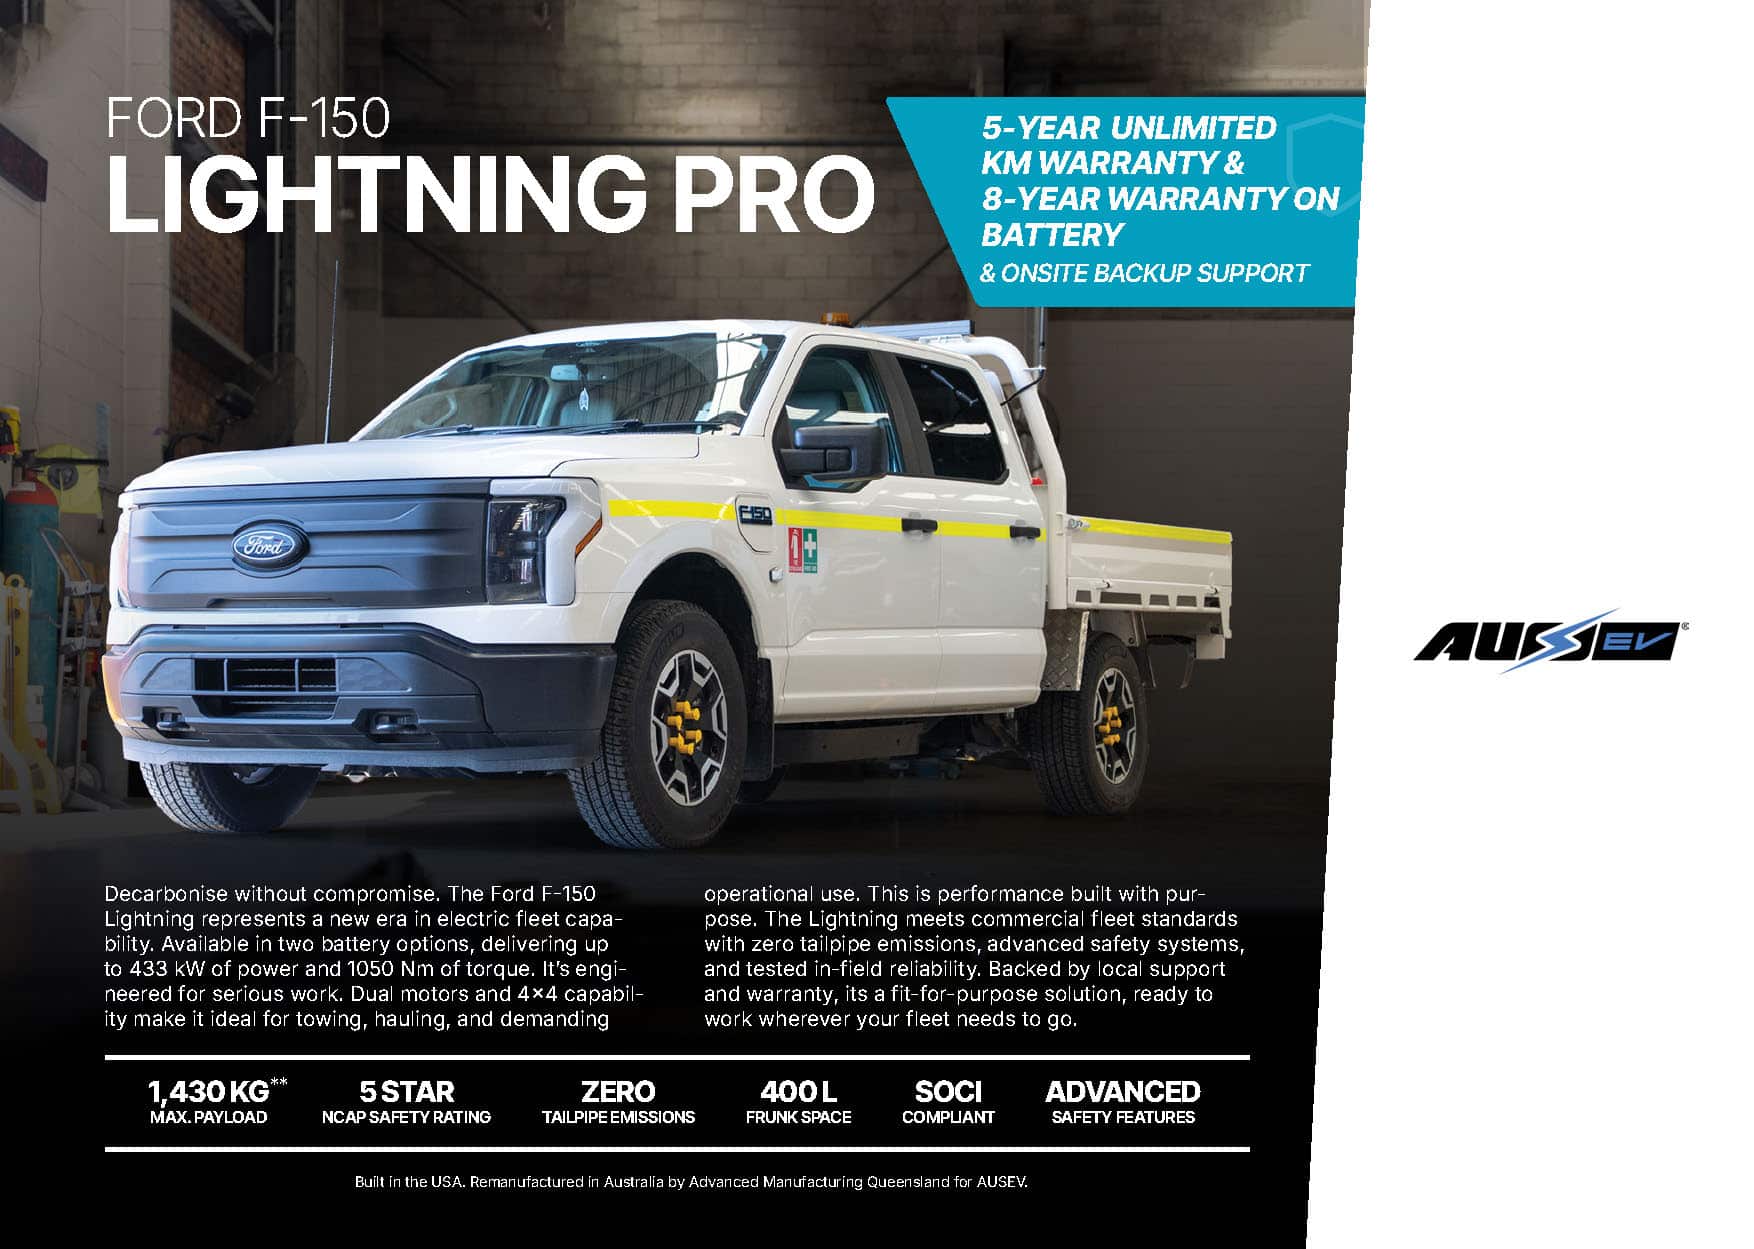 FORD F-150
LIGHTNING PRO
5-YEAR UNLIMITED
KM WARRANTY &
8-YEAR WARRANTY ON
BATTERY
& ONSITE BACKUP SUPPORT
F-150
Ford
AUSSEV®
Decarbonise without compromise. The Ford F-150
Lightning represents a new era in electric fleet capa-
bility. Available in two battery options, delivering up
to 433 kW of power and 1050 Nm of torque. It's engi-
neered for serious work. Dual motors and 4×4 capabil-
ity make it ideal for towing, hauling, and demanding
operational use. This is performance built with pur-
pose. The Lightning meets commercial fleet standards
with zero tailpipe emissions, advanced safety systems,
and tested in-field reliability. Backed by local support
and warranty, its a fit-for-purpose solution, ready to
work wherever your fleet needs to go.
1,430 KG**
MAX. PAYLOAD
5 STAR
NCAP SAFETY RATING
ZERO
TAILPIPE EMISSIONS
400 L
FRUNK SPACE
SOCI
COMPLIANT
ADVANCED
SAFETY FEATURES
Built in the USA. Remanufactured in Australia by Advanced Manufacturing Queensland for AUSEV.